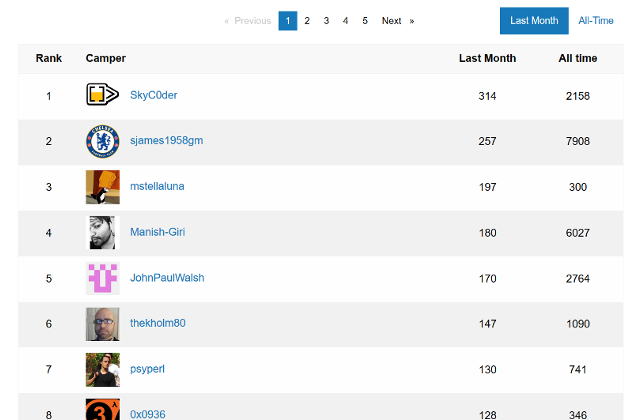 « Previous 1 2 3 4 5 Next » Last Month All-Time
Rank Camper Last Month All time
1 SkyC0der 314 2158
CHELSEA
2 sjames1958gm 257 7908
3 mstellaluna 197 300
4 Manish-Giri 180 6027
5 JohnPaulWalsh 170 2764
6 thekholm80 147 1090
7 psyperl 130 741
3 λ
8 0x0936 128 346